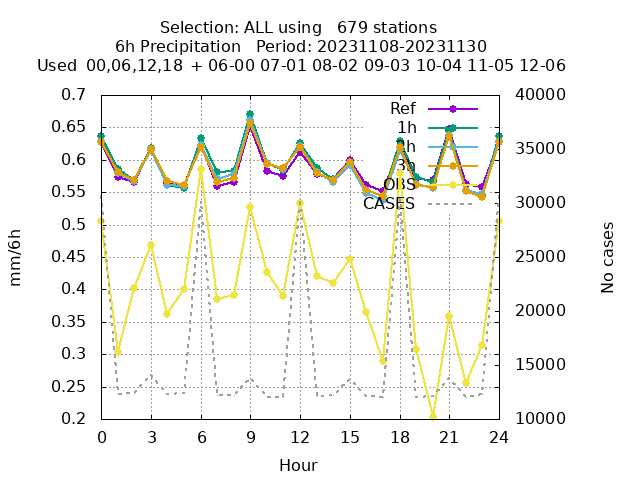 Selection: ALL using   679 stations
6h Precipitation   Period: 20231108-20231130
Used 00,06,12,18 + 06-00 07-01 08-02 09-03 10-04 11-05 12-06
0.7 40000
Ref
0.65 1h
2h 35000
0.6 3h
OBS
0.55 CASES 30000
0.5
0.45 25000
0.4
0.35 20000
0.3 15000
0.25
0.2 10000
mm/6h
No cases
0 3 6 9 12 15 18 21 24
Hour